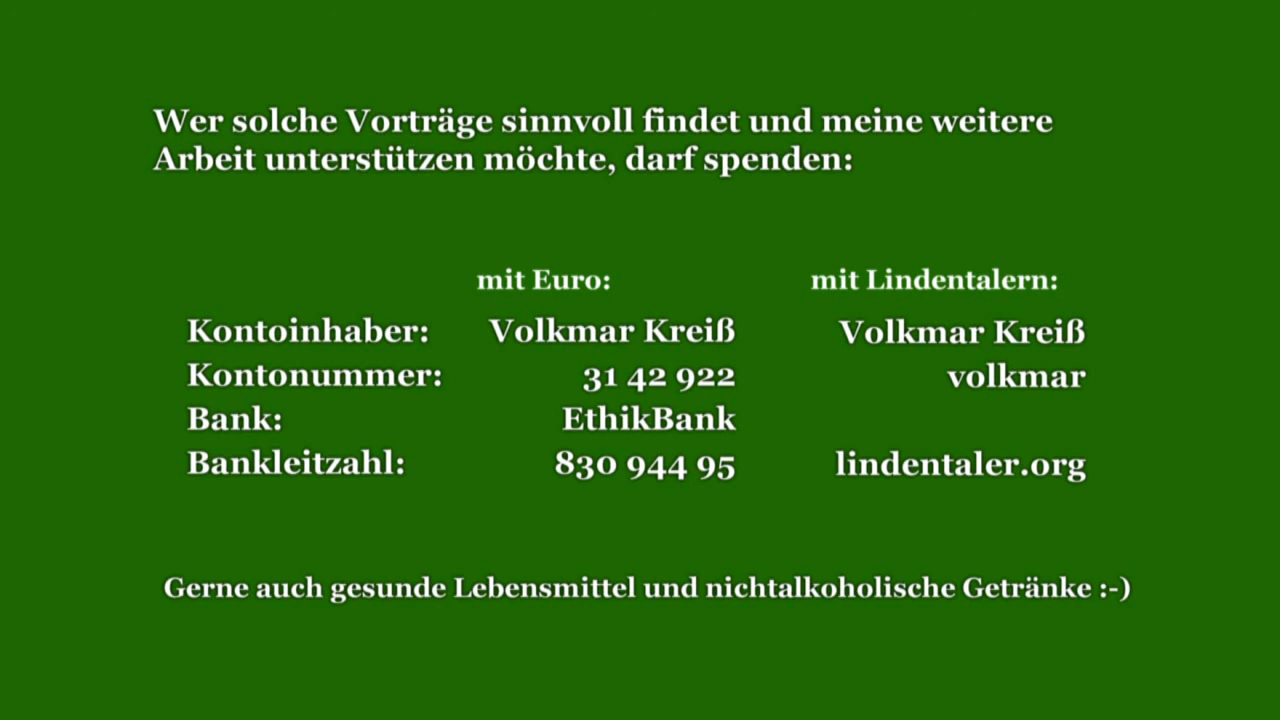 Wer solche Vorträge sinnvoll findet und meine weitere
Arbeit unterstützen möchte, darf spenden:
mit Euro: mit Lindentalern:
Kontoinhaber: Volkmar Kreiß Volkmar Kreiß
Kontonummer: 31 42 922 volkmar
Bank: EthikBank
Bankleitzahl: 830 944 95 lindentaler.org
Gerne auch gesunde Lebensmittel und nichtalkoholische Getränke :-)